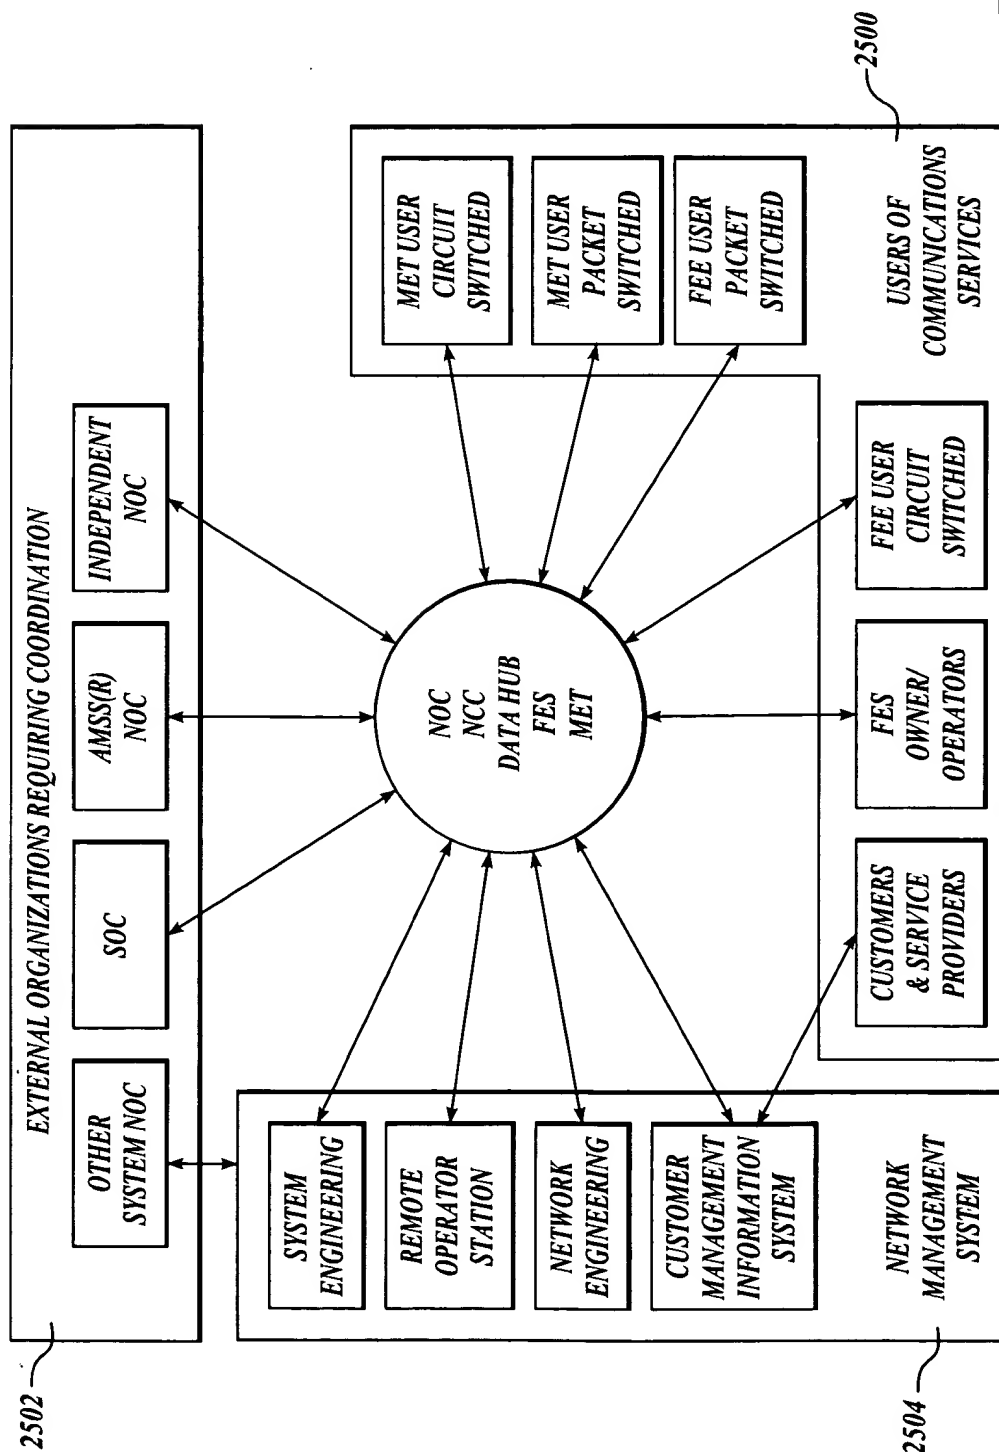 2502
EXTERNAL ORGANIZATIONS REQUIRING COORDINATION
OTHER
SYSTEM NOC
SOC
AMSS(R)
NOC
INDEPENDENT
NOC
SYSTEM
ENGINEERING
REMOTE
OPERATOR
STATION
NETWORK
ENGINEERING
CUSTOMER
MANAGEMENT
INFORMATION
SYSTEM
NETWORK
MANAGEMENT
SYSTEM
2504
NOC
NCC
DATA HUB
FES
MET
MET USER
CIRCUIT
SWITCHED
MET USER
PACKET
SWITCHED
FEE USER
PACKET
SWITCHED
CUSTOMERS
& SERVICE
PROVIDERS
FES
OWNER/
OPERATORS
FEE USER
CIRCUIT
SWITCHED
USERS OF
COMMUNICATIONS
SERVICES
2500